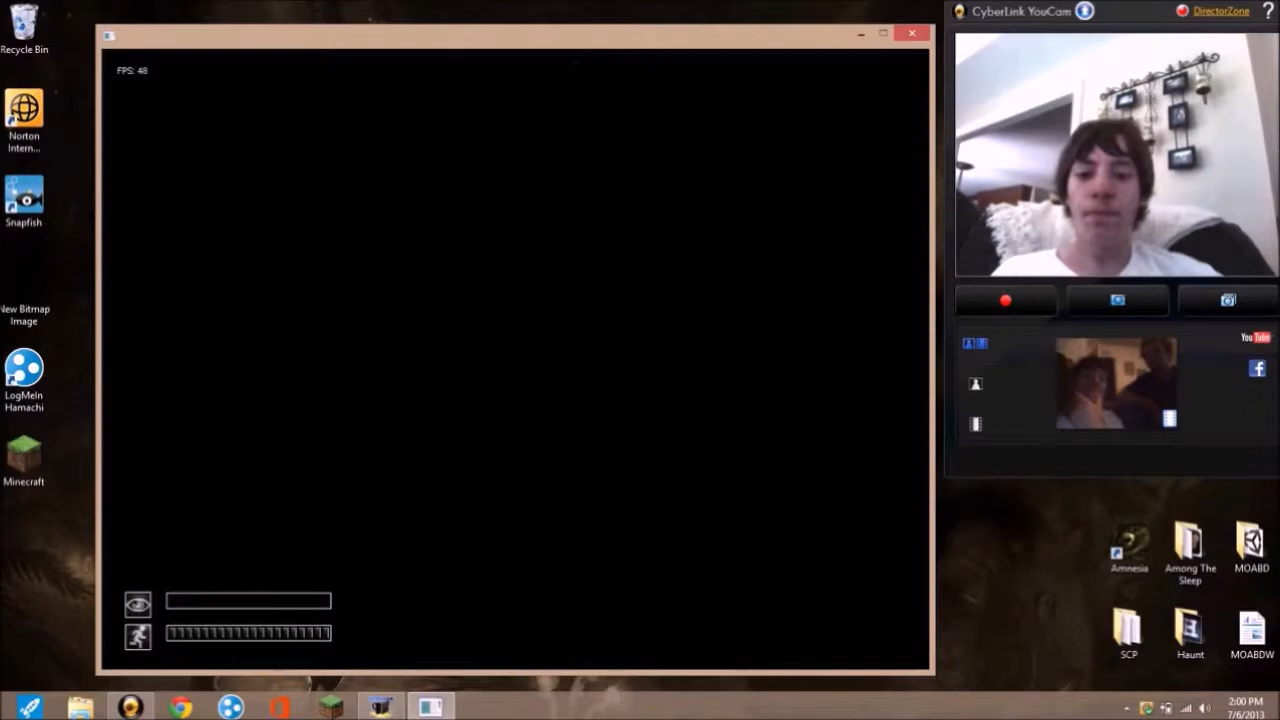 Recycle Bin
Norton
Intern...
Snapfish
New Bitmap
Image
LogMeIn
Hamachi
Minecraft
FPS: 48
CyberLink YouCam
DirectorZone
?
YouTube
f
Amnesia
Among The
Sleep
MOABD
SCP
Haunt
MOABDW
2:00 PM
7/6/2013